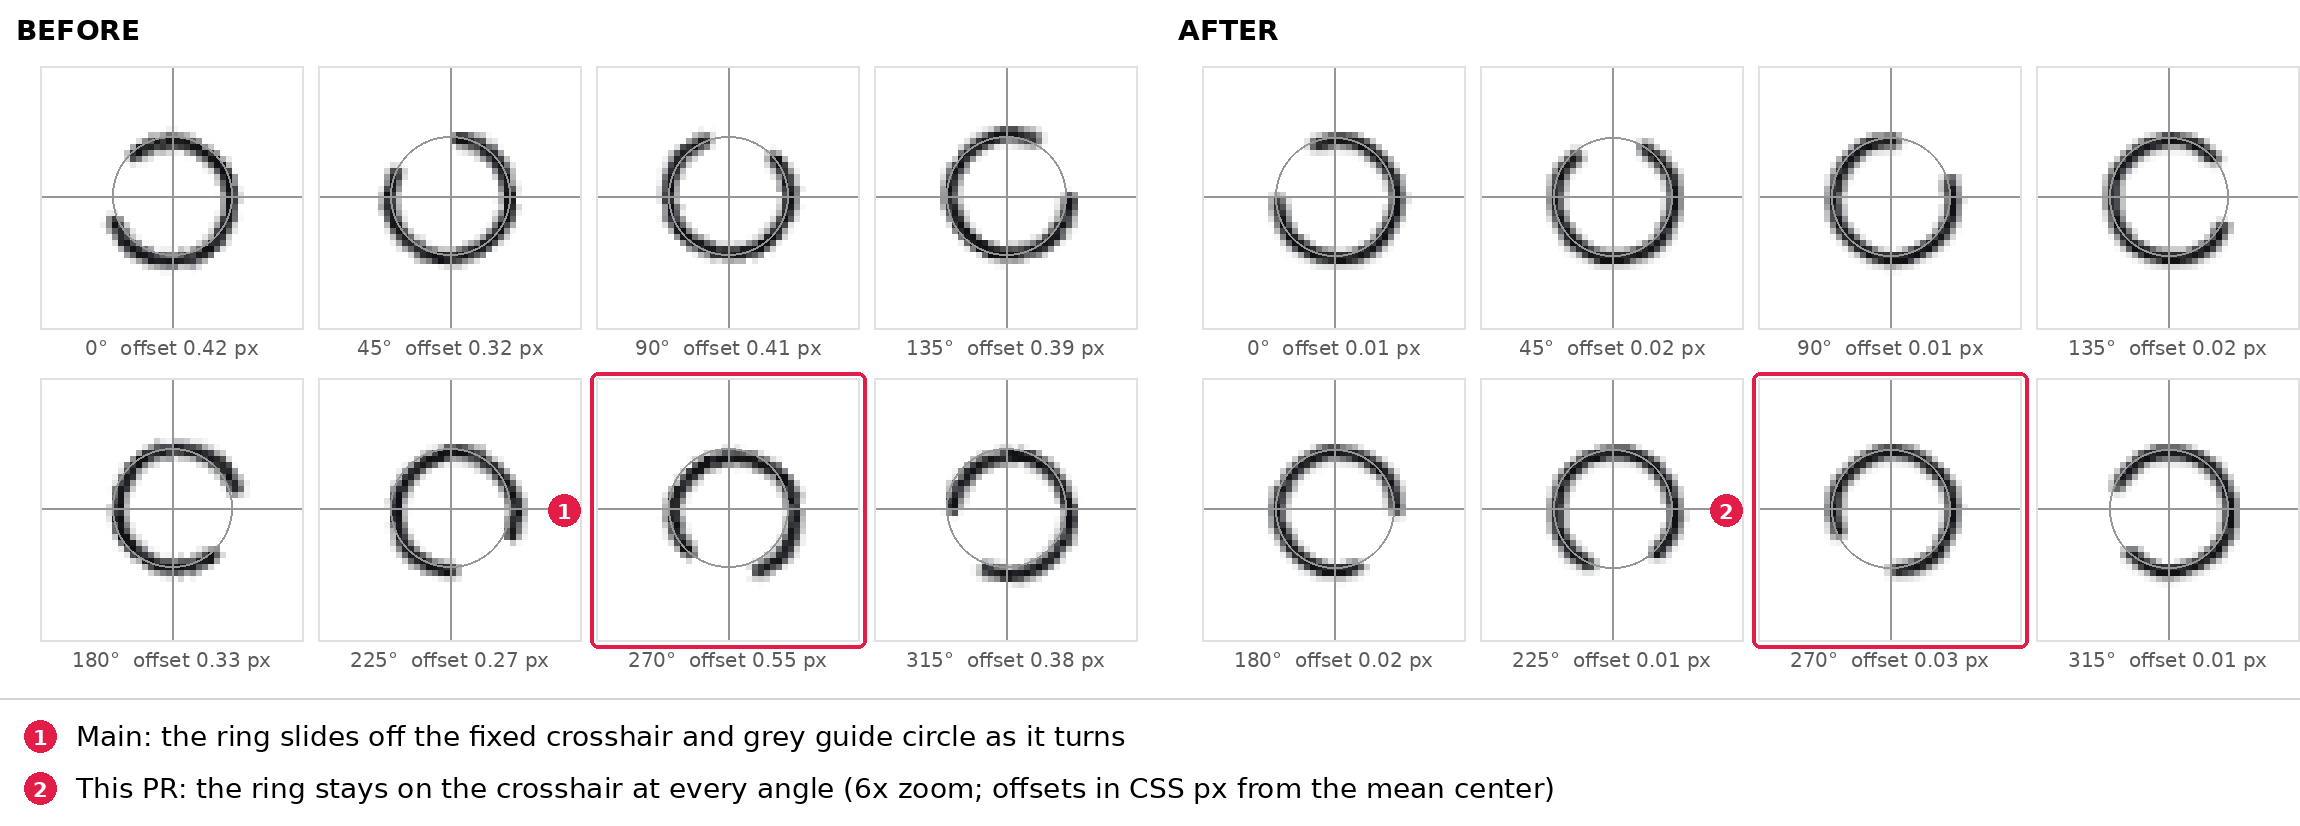 BEFORE
AFTER
0° offset 0.42 px
45° offset 0.32 px
90° offset 0.41 px
135° offset 0.39 px
0° offset 0.01 px
45° offset 0.02 px
90° offset 0.01 px
135° offset 0.02 px
1
2
180° offset 0.33 px
225° offset 0.27 px
270° offset 0.55 px
315° offset 0.38 px
180° offset 0.02 px
225° offset 0.01 px
270° offset 0.03 px
315° offset 0.01 px
1 Main: the ring slides off the fixed crosshair and grey guide circle as it turns
2 This PR: the ring stays on the crosshair at every angle (6x zoom; offsets in CSS px from the mean center)